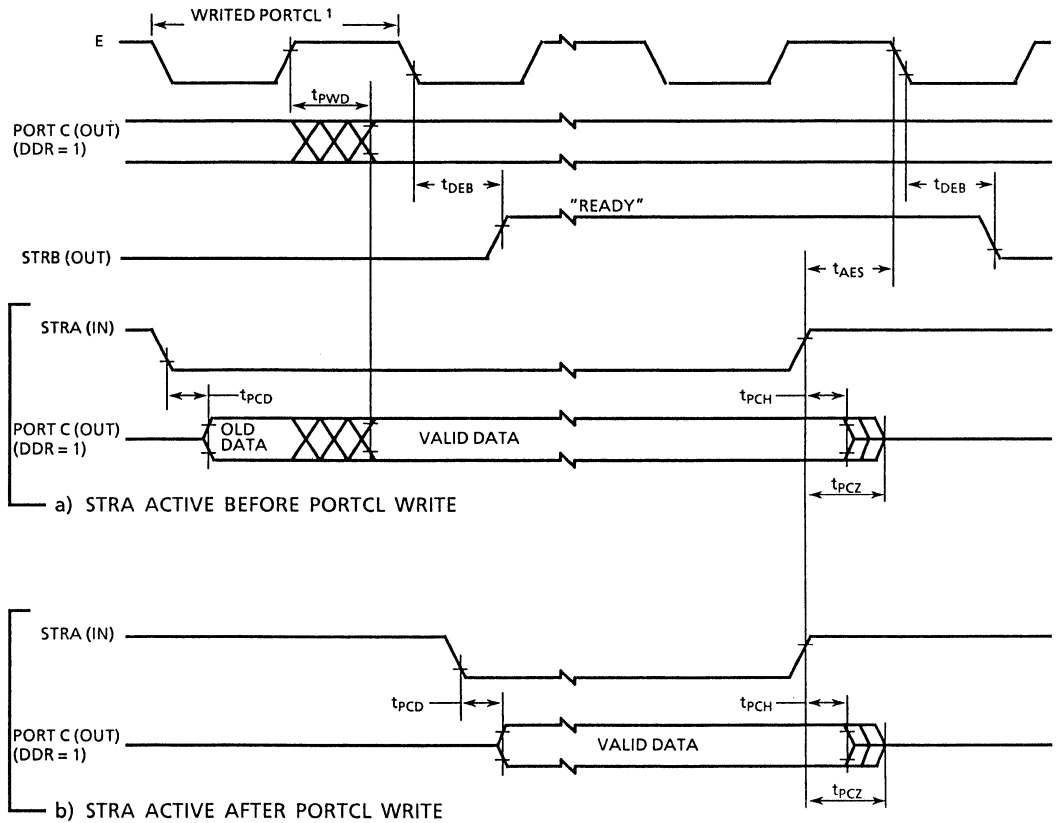 WRITED PORTCL 1
E
tPWD
PORT C (OUT)
(DDR = 1)
tDEB
tDEB
"READY"
STRB (OUT)
tAES
STRA (IN)
tPCD
tPCH
PORT C (OUT)
(DDR = 1)
OLD
DATA
VALID DATA
tPCZ
a) STRA ACTIVE BEFORE PORTCL WRITE
STRA (IN)
tPCD
tPCH
PORT C (OUT)
(DDR = 1)
VALID DATA
tPCZ
b) STRA ACTIVE AFTER PORTCL WRITE